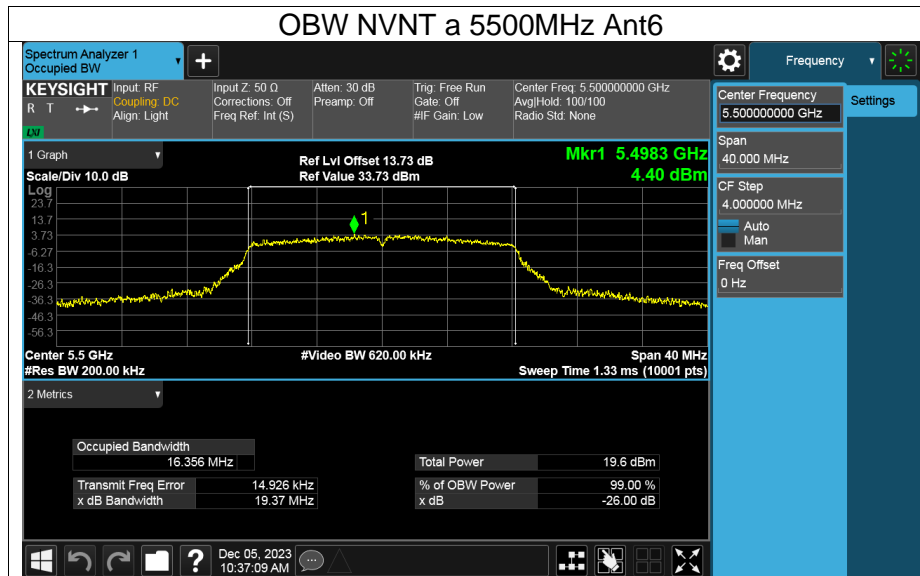 OBW NVNT a 5500MHz Ant6
Spectrum Analyzer 1
Occupied BW
+
Frequency
KEYSIGHT
R T
LXI
Input: RF
Coupling: DC
Align: Light
Input Z: 50 Ω
Corrections: Off
Freq Ref: Int (S)
Atten: 30 dB
Preamp: Off
Trig: Free Run
Gate: Off
#IF Gain: Low
Center Freq: 5.500000000 GHz
Avg|Hold: 100/100
Radio Std: None
Center Frequency
5.500000000 GHz
Settings
Span
40.000 MHz
CF Step
4.000000 MHz
Auto
Man
Freq Offset
0 Hz
1 Graph
Scale/Div 10.0 dB
Ref Lvl Offset 13.73 dB
Ref Value 33.73 dBm
Mkr1 5.4983 GHz
4.40 dBm
Log
23.7
13.7
3.73
-6.27
-16.3
-26.3
-36.3
-46.3
-56.3
1
Center 5.5 GHz
#Res BW 200.00 kHz
#Video BW 620.00 kHz
Span 40 MHz
Sweep Time 1.33 ms (10001 pts)
2 Metrics
Occupied Bandwidth
16.356 MHz
Transmit Freq Error 14.926 kHz
x dB Bandwidth 19.37 MHz
Total Power 19.6 dBm
% of OBW Power 99.00 %
x dB -26.00 dB
?
Dec 05, 2023
10:37:09 AM